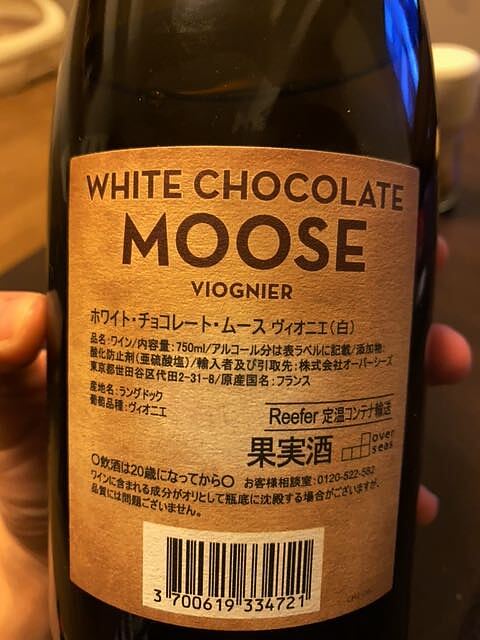 WHITE CHOCOLATE
MOOSE
VIOGNIER
ホワイト・チョコレート・ムース ヴィオニエ(白)
品名:ワイン/内容量:750ml/アルコール分は表ラベルに記載/添加物:
酸化防止剤(亜硫酸塩)/輸入者及び引取先:株式会社オーバーシーズ
東京都世田谷区代田2-31-8/原産国名:フランス
産地名:ラングドック
葡萄品種:ヴィオニエ
Reefer 定温コンテナ輸送
果実酒
over
seas
〇飲酒は20歳になってから〇 お客様相談室:0120-522-582
ワインに含まれる成分がオリとして瓶底に沈殿する場合がございますが、
品質には問題ございません。
3 700619 334721